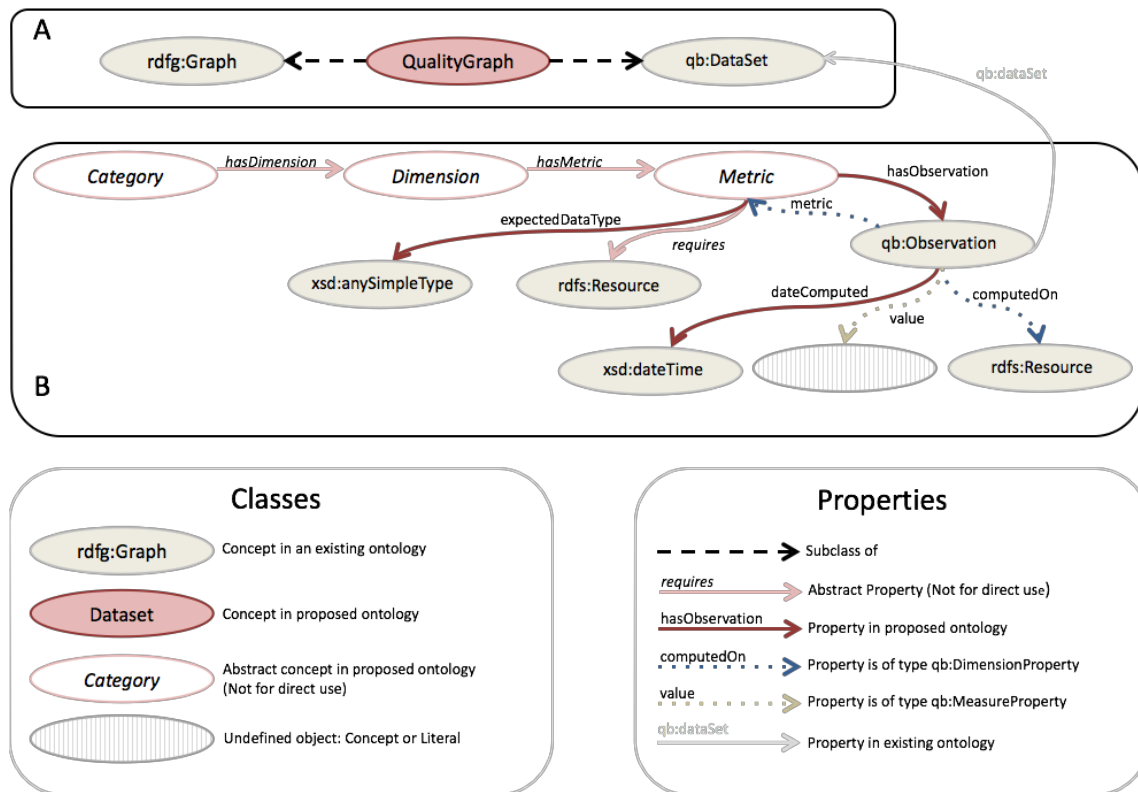 A
rdfg:Graph
QualityGraph
qb:DataSet
qb:dataSet
Category
hasDimension
Dimension
hasMetric
Metric
hasObservation
metric
expectedDataType
requires
qb:Observation
xsd:anySimpleType
rdfs:Resource
dateComputed
computedOn
value
xsd:dateTime
rdfs:Resource
B
Classes
rdfg:Graph
Concept in an existing ontology
Dataset
Concept in proposed ontology
Category
Abstract concept in proposed ontology
(Not for direct use)
Undefined object: Concept or Literal
Properties
Subclass of
requires
Abstract Property (Not for direct use)
hasObservation
Property in proposed ontology
computedOn
Property is of type qb:DimensionProperty
value
Property is of type qb:MeasureProperty
qb:dataSet
Property in existing ontology